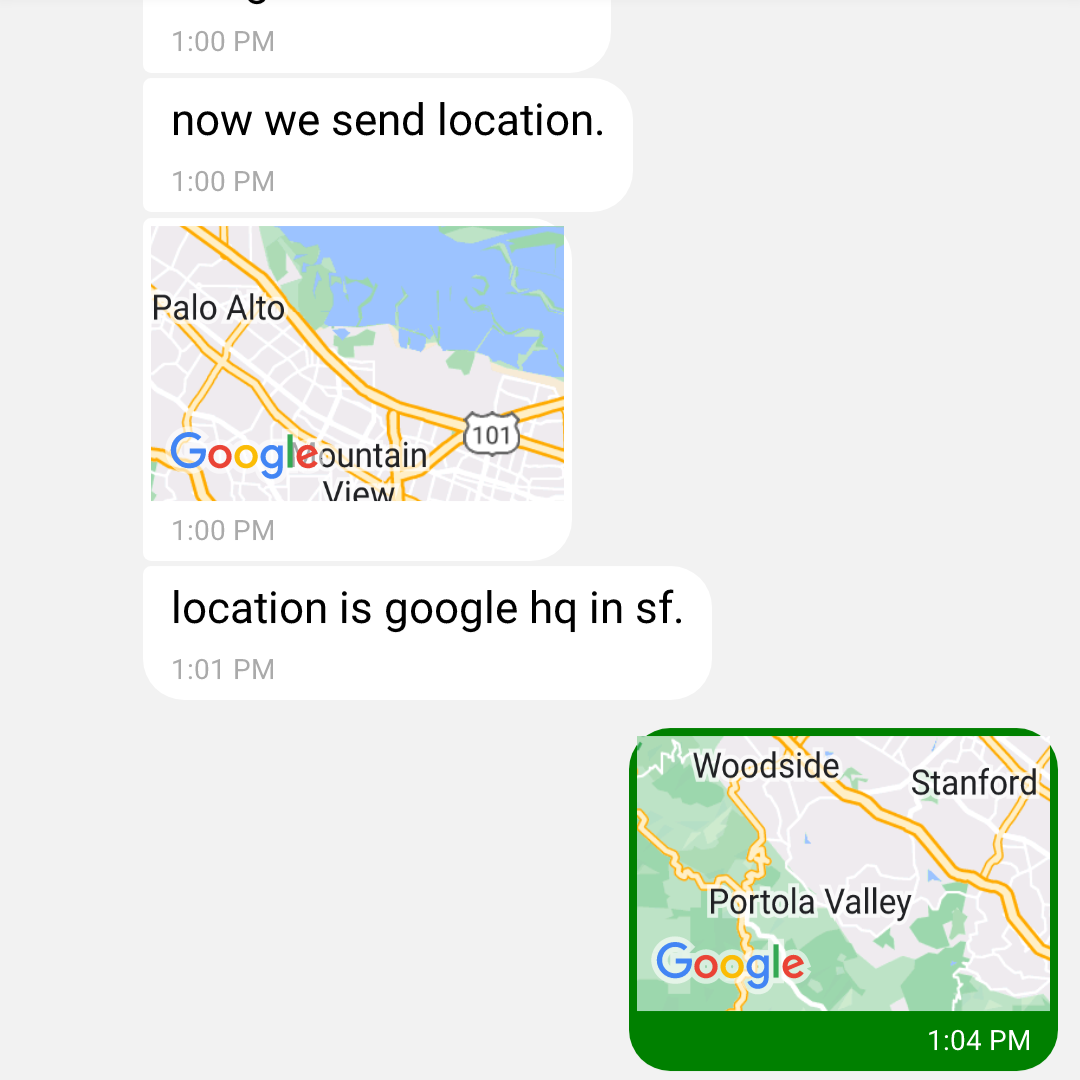 1:00 PM
now we send location.
1:00 PM
Palo Alto
101
Google
Mountain
View
1:00 PM
location is google hq in sf.
1:01 PM
Woodside
Stanford
Portola Valley
Google
1:04 PM